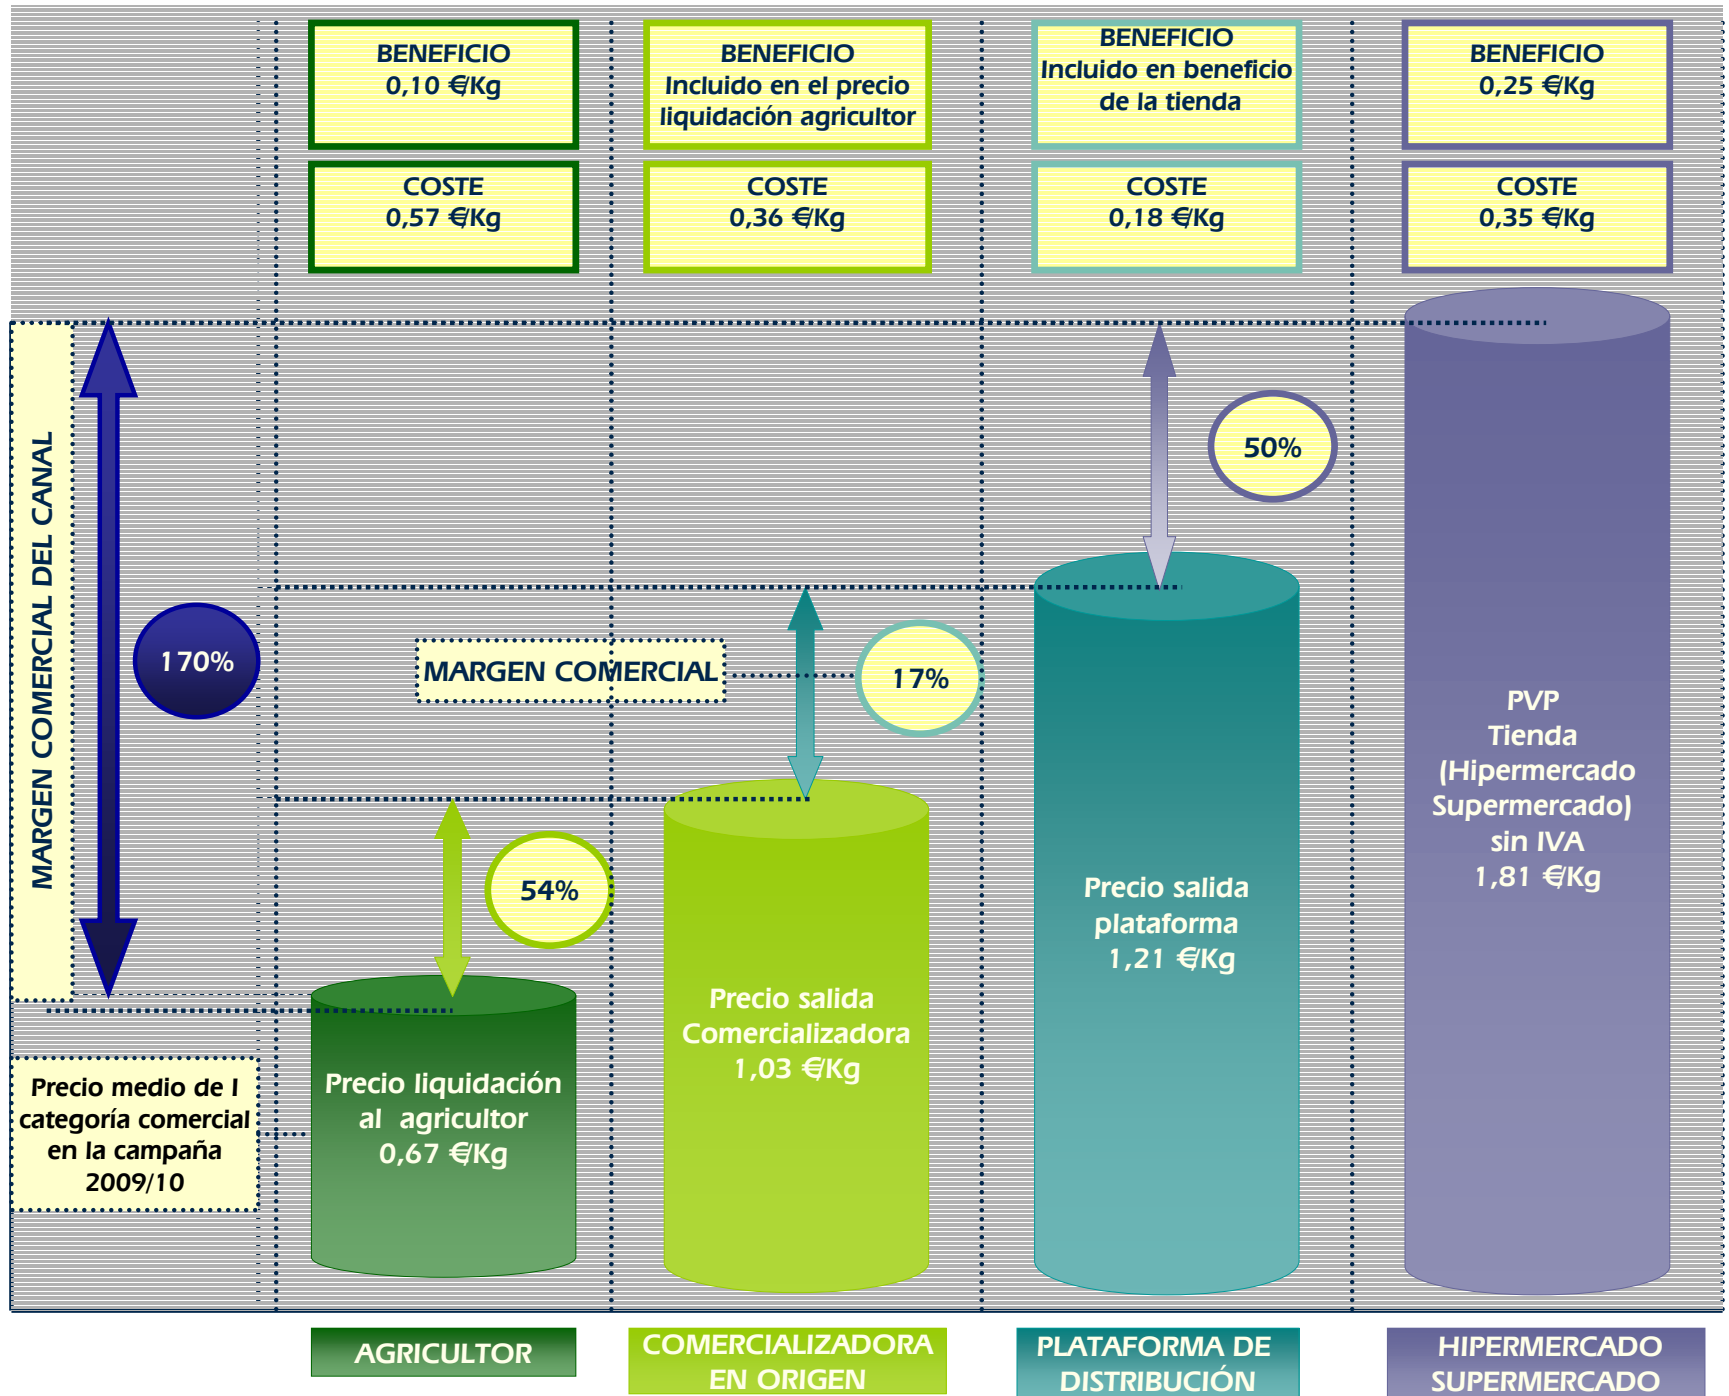 BENEFICIO
0,10 €/Kg
BENEFICIO
Incluido en el precio
liquidación agricultor
BENEFICIO
Incluido en beneficio
de la tienda
BENEFICIO
0,25 €/Kg
COSTE
0,57 €/Kg
COSTE
0,36 €/Kg
COSTE
0,18 €/Kg
COSTE
0,35 €/Kg
MARGEN COMERCIAL DEL CANAL
170%
50%
MARGEN COMERCIAL
17%
54%
Precio medio de I
categoría comercial
en la campaña
2009/10
Precio liquidación
al agricultor
0,67 €/Kg
Precio salida
Comercializadora
1,03 €/Kg
Precio salida
plataforma
1,21 €/Kg
PVP
Tienda
(Hipermercado
Supermercado)
sin IVA
1,81 €/Kg
AGRICULTOR
COMERCIALIZADORA
EN ORIGEN
PLATAFORMA DE
DISTRIBUCIÓN
HIPERMERCADO
SUPERMERCADO